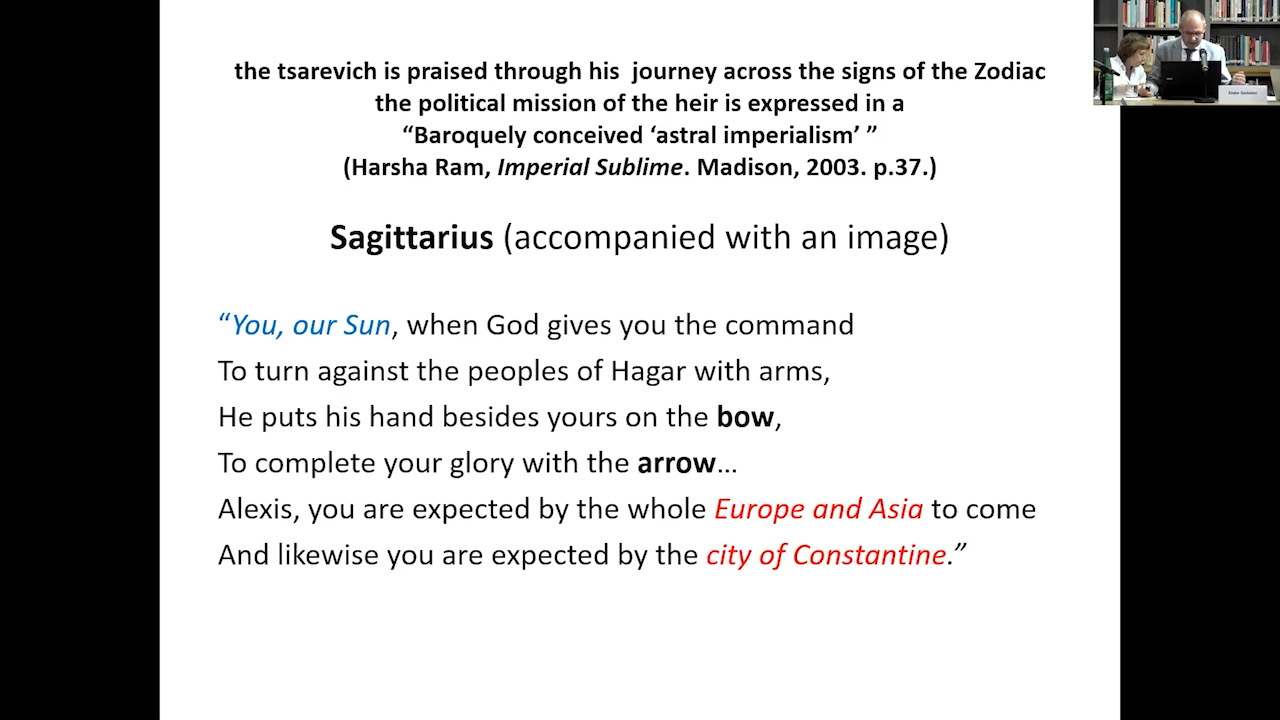 the tsarevich is praised through his journey across the signs of the Zodiac
the political mission of the heir is expressed in a
“Baroquely conceived ‘astral imperialism’ ”
(Harsha Ram, Imperial Sublime. Madison, 2003. p.37.)
Sagittarius (accompanied with an image)
“You, our Sun, when God gives you the command
To turn against the peoples of Hagar with arms,
He puts his hand besides yours on the bow,
To complete your glory with the arrow…
Alexis, you are expected by the whole Europe and Asia to come
And likewise you are expected by the city of Constantine.”